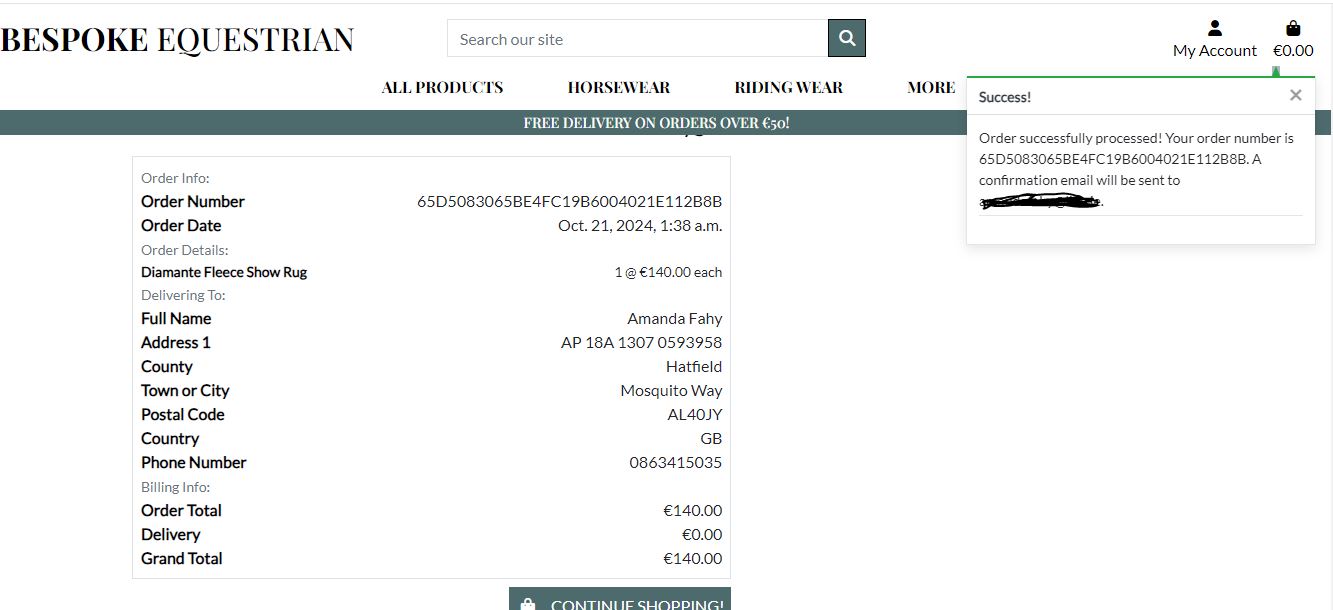 BESPOKE EQUESTRIAN
Search our site
My Account
€0.00
ALL PRODUCTS HORSEWEAR RIDING WEAR MORE
FREE DELIVERY ON ORDERS OVER €50!
Success!
×
Order successfully processed! Your order number is
65D5083065BE4FC19B6004021E112B8B. A
confirmation email will be sent to
Order Info:
Order Number 65D5083065BE4FC19B6004021E112B8B
Order Date Oct. 21, 2024, 1:38 a.m.
Order Details:
Diamante Fleece Show Rug 1 @ €140.00 each
Delivering To:
Full Name Amanda Fahy
Address 1 AP 18A 1307 0593958
County Hatfield
Town or City Mosquito Way
Postal Code AL40JY
Country GB
Phone Number 0863415035
Billing Info:
Order Total €140.00
Delivery €0.00
Grand Total €140.00
CONTINUE SHOPPING!